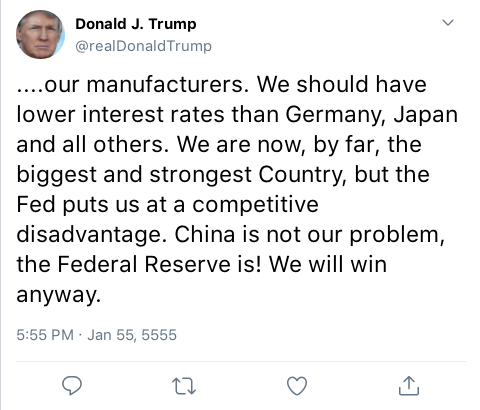 Donald J. Trump
@realDonaldTrump
....our manufacturers. We should have
lower interest rates than Germany, Japan
and all others. We are now, by far, the
biggest and strongest Country, but the
Fed puts us at a competitive
disadvantage. China is not our problem,
the Federal Reserve is! We will win
anyway.
5:55 PM · Jan 55, 5555